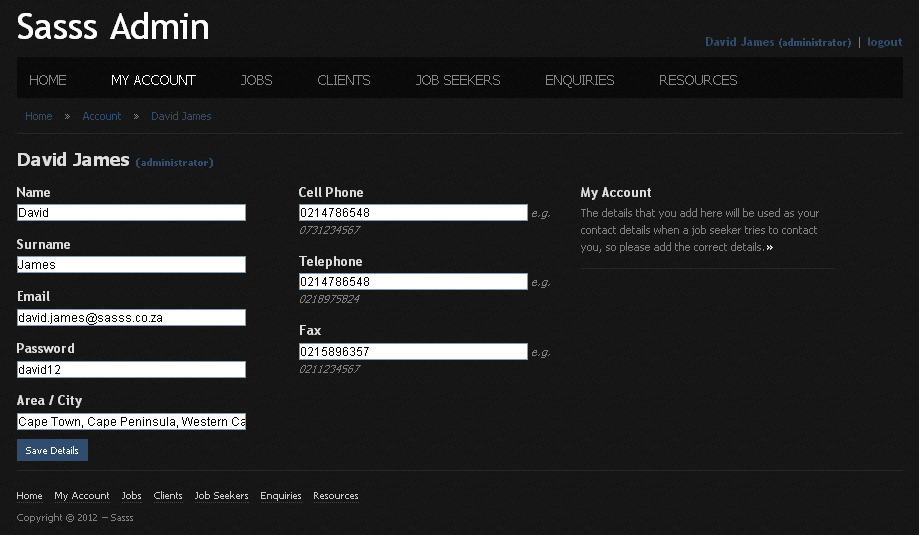 Sasss Admin
David James (administrator) | logout
HOME MY ACCOUNT JOBS CLIENTS JOB SEEKERS ENQUIRIES RESOURCES
Home » Account » David James
David James (administrator)
Name
David
Surname
James
Email
david.james@sasss.co.za
Password
david12
Area / City
Cape Town, Cape Peninsula, Western Ca
Save Details
Cell Phone
0214786548 e.g.
0731234567
Telephone
0214786548 e.g.
0218975824
Fax
0215896357 e.g.
0211234567
My Account
The details that you add here will be used as your
contact details when a job seeker tries to contact
you, so please add the correct details. »
Home My Account Jobs Clients Job Seekers Enquiries Resources
Copyright © 2012 – Sasss